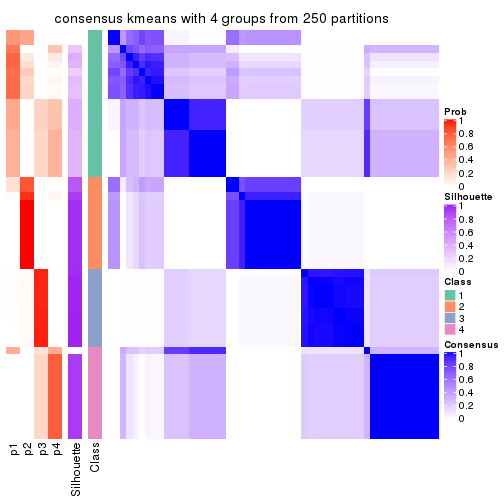 consensus kmeans with 4 groups from 250 partitions
Prob
1
0.8
0.6
0.4
0.2
0
Silhouette
1
0.8
0.6
0.4
0.2
0
Class
1
2
3
4
Consensus
1
0.8
0.6
0.4
0.2
0
p1
p2
p3
p4
Silhouette
Class